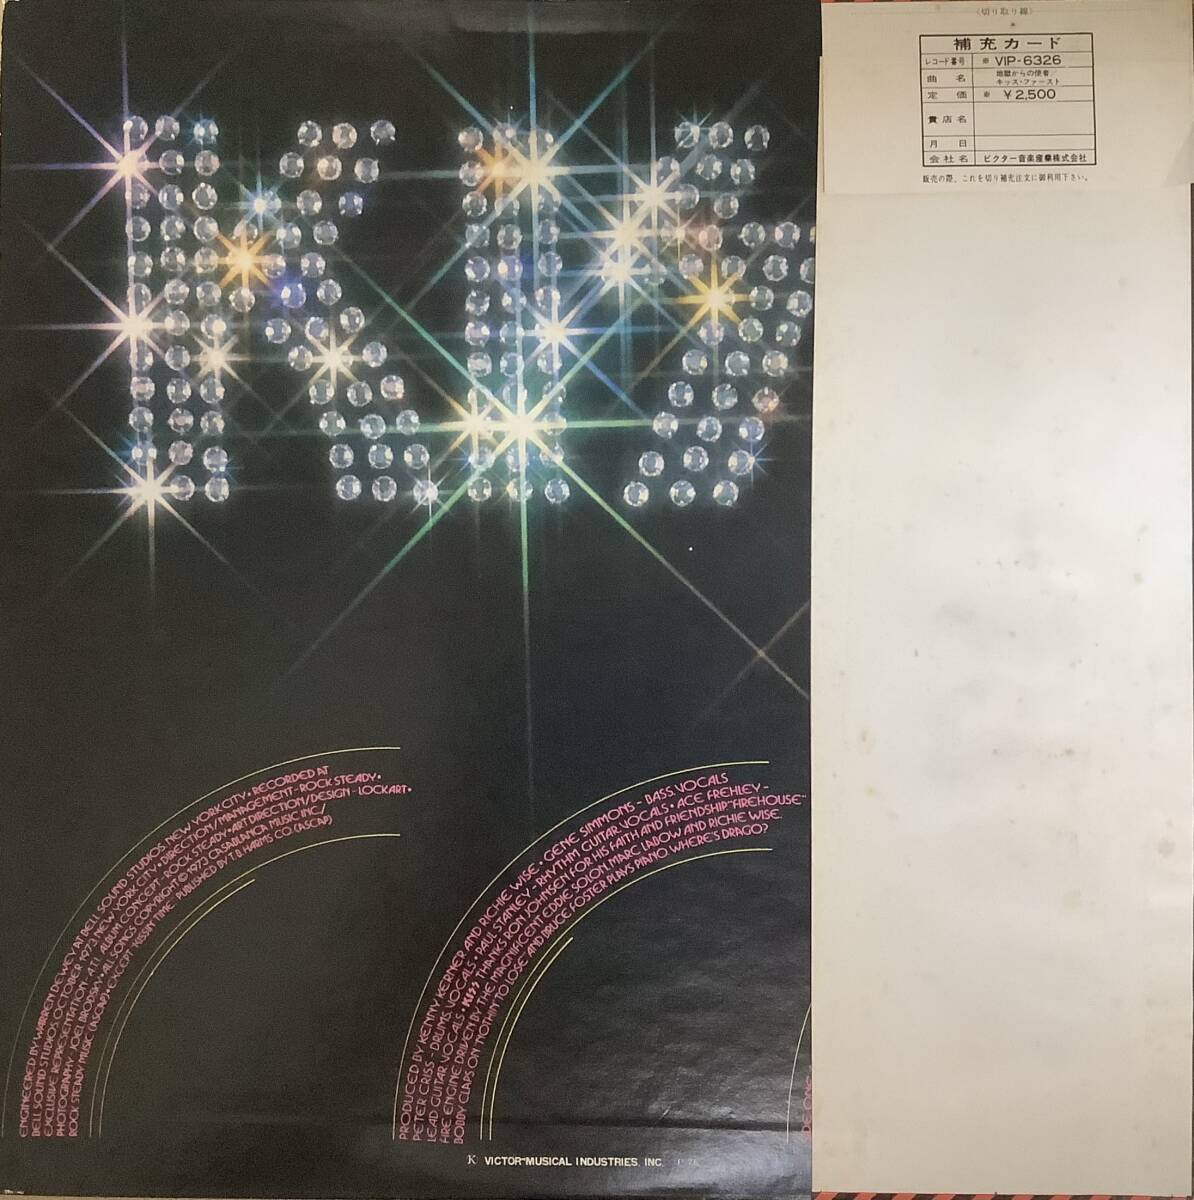 〈切り取り線〉
補充カード
レコード番号 ※ VIP-6326
曲名 地獄からの使者/
キッス・ファースト
定価 ※ ¥2,500
貴店名
月日
会社名 ビクター音楽産業株式会社
販売の際、これを切り補充注文に御利用下さい。
KISS
ENGINEERED BY WARREN DEWEY AT BELL SOUND STUDIOS, NEW YORK CITY • RECORDED AT
BELL SOUND STUDIOS, OCTOBER 1973 NEW YORK CITY • DIRECTION/MANAGEMENT - ROCK STEADY •
EXCLUSIVE REPRESENTATION - ATI • ALBUM CONCEPT - ROCK STEADY • ART DIRECTION/DESIGN - LOCKART •
PHOTOGRAPHY - JOEL BRODSKY • ALL SONGS COPYRIGHT © 1973 CASABLANCA MUSIC INC./
ROCK STEADY MUSIC (ASCAP) • EXCEPT "KISSIN' TIME" PUBLISHED BY T.B. HARMS CO. (ASCAP)
PRODUCED BY KENNY KERNER AND RICHIE WISE • GENE SIMMONS - BASS, VOCALS
PETER CRISS - DRUMS, VOCALS • PAUL STANLEY - RHYTHM GUITAR, VOCALS • ACE FREHLEY -
LEAD GUITAR, VOCALS • KISS THANKS RON JOHNSEN FOR HIS FAITH AND FRIENDSHIP "FIREHOUSE"
FIRE ENGINE DRIVEN BY THE MAGNIFICENT EDDIE SOLON, MARC LADOW AND RICHIE WISE.
BOBBY CLAPS ON "NOTHIN' TO LOSE" AND BRUCE FOSTER PLAYS PIANO. WHERE'S DRAGO?
K VICTOR MUSICAL INDUSTRIES, INC.